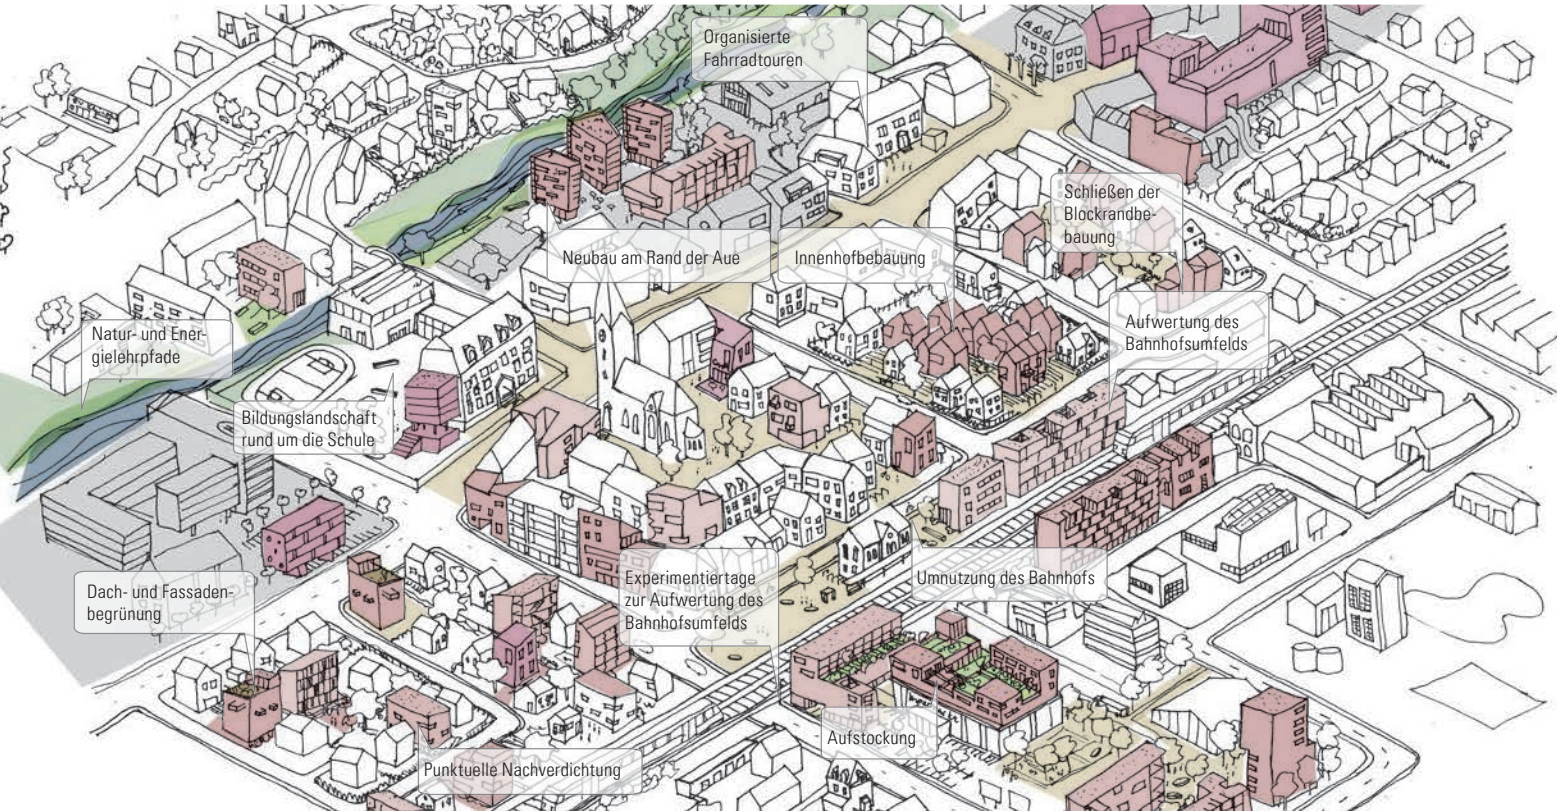 Organisierte
Fahrradtouren
Schließen der
Blockrandbe-
bauung
Neubau am Rand der Aue
Innenhofbebauung
Natur- und Ener-
gielehrpfade
Aufwertung des
Bahnhofsumfelds
Bildungslandschaft
rund um die Schule
Dach- und Fassaden-
begrünung
Experimentiertage
zur Aufwertung des
Bahnhofsumfelds
Umnutzung des Bahnhofs
Aufstockung
Punktuelle Nachverdichtung